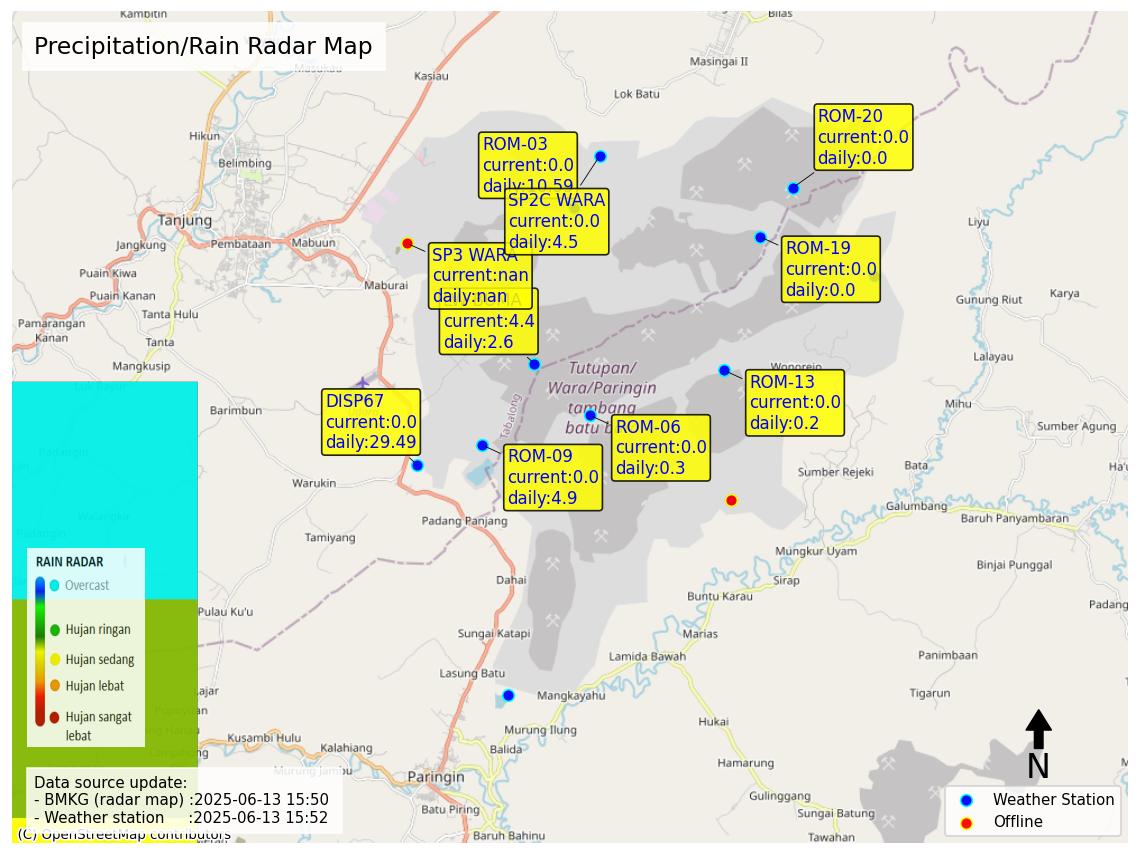 Kambitin
Bilas
Precipitation/Rain Radar Map
Masukau
Masingai II
Kasiau
Lok Batu
ROM-20
current:0.0
daily:0.0
Hikun
ROM-03
current:0.0
daily:10.59
Belimbing
SP2C WARA
current:0.0
daily:4.5
Tanjung
Liyu
Jangkung
Pembataan
Mabuun
ROM-19
current:0.0
daily:0.0
SP3 WARA
current:nan
daily:nan
Puain Kiwa
Maburai
Puain Kanan
Karya
Gunung Riut
Tanta Hulu
current:4.4
daily:2.6
Pamarangan
Kanan
Tanta
Lalayau
Mangkusip
Wonorejo
Tutupan/
Wara/Paringin
tambang
batu b
ROM-13
current:0.0
daily:0.2
DISP67
current:0.0
daily:29.49
Barimbun
Tabalong
Mihu
ROM-06
current:0.0
daily:0.3
Sumber Agung
ROM-09
current:0.0
daily:4.9
Bata
Ha'u
Sumber Rejeki
Warukin
Galumbang
Padang Panjang
Baruh Panyambaran
Tamiyang
Mungkur Uyam
Binjai Punggal
RAIN RADAR
Overcast
Hujan ringan
Hujan sedang
Hujan lebat
Hujan sangat
lebat
Dahai
Sirap
Buntu Karau
Padang
Pulau Ku'u
Sungai Katapi
Marias
Lamida Bawah
Panimbaan
Lasung Batu
Mangkayahu
Tigarun
Hukai
Murung Ilung
Kusambi Hulu
Kalahiang
Balida
Hamarung
N
Murung Jambu
Paringin
Data source update:
- BMKG (radar map) :2025-06-13 15:50
- Weather station :2025-06-13 15:52
Gulinggang
Batu Piring
Sungai Batung
Weather Station
Offline
(C) OpenStreetMap contributors
Baruh Bahinu
Tawahan